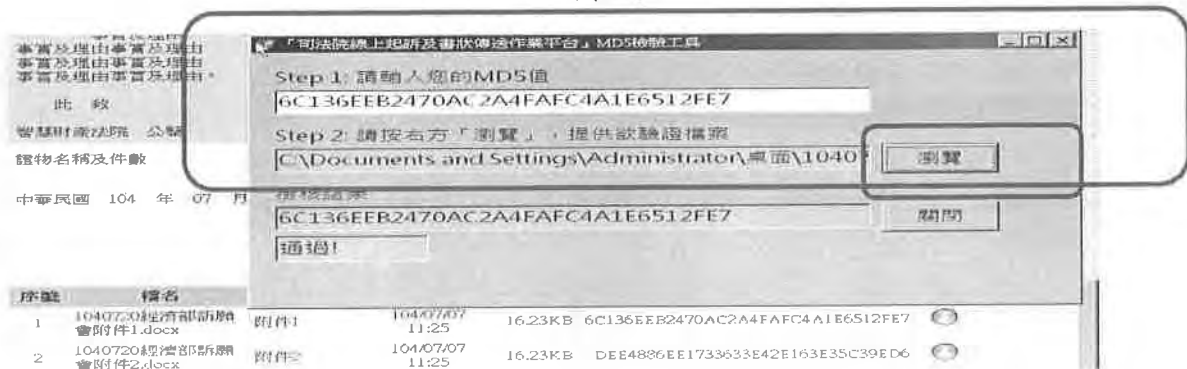 事實及理由事實及理由
事實及理由事實及理由
事實及理由事實及理由。
此 致
智慧財產法院 公鑒
證物名稱及件數
中華民國 104 年 07 月
「司法院線上起訴及書狀傳送作業平台」MD5檢驗工具
Step 1: 請輸入您的MD5值
6C136EEB2470AC2A4FAFC4A1E6512FE7
Step 2: 請按右方「瀏覽」，提供欲驗證檔案
C:\Documents and Settings\Administrator\桌面\1040
瀏覽
檢核結果
6C136EEB2470AC2A4FAFC4A1E6512FE7
關閉
通過!
序號 檔名
1 1040720經濟部訴願會附件1.docx 附件1 104/07/07 11:25 16.23KB 6C136EEB2470AC2A4FAFC4A1E6512FE7
2 1040720經濟部訴願會附件2.docx 附件2 104/07/07 11:25 16.23KB DEE4886EE1733633E42E163E35C39ED6